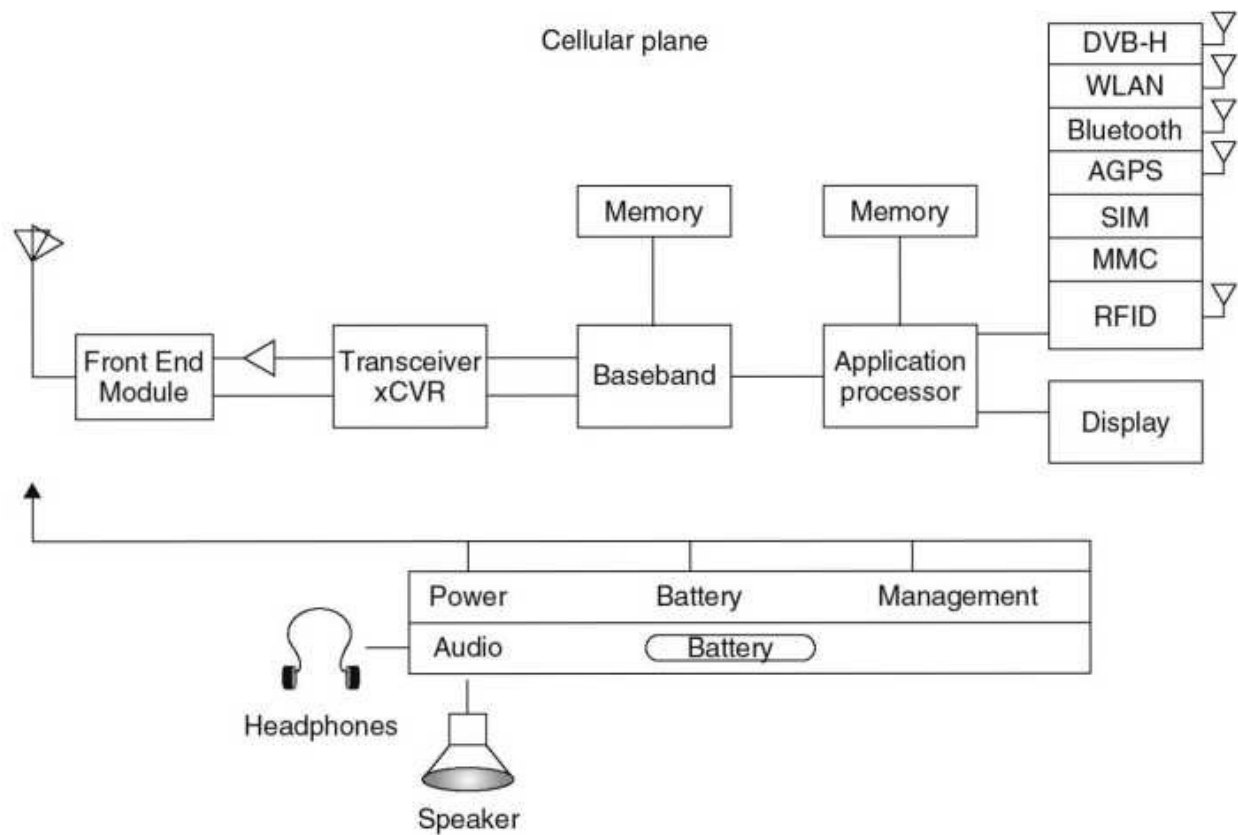 Cellular plane
DVB-H
WLAN
Bluetooth
AGPS
SIM
MMC
RFID
Memory
Memory
Front End
Module
Transceiver
xCVR
Baseband
Application
processor
Display
Power Battery Management
Audio Battery
Headphones
Speaker